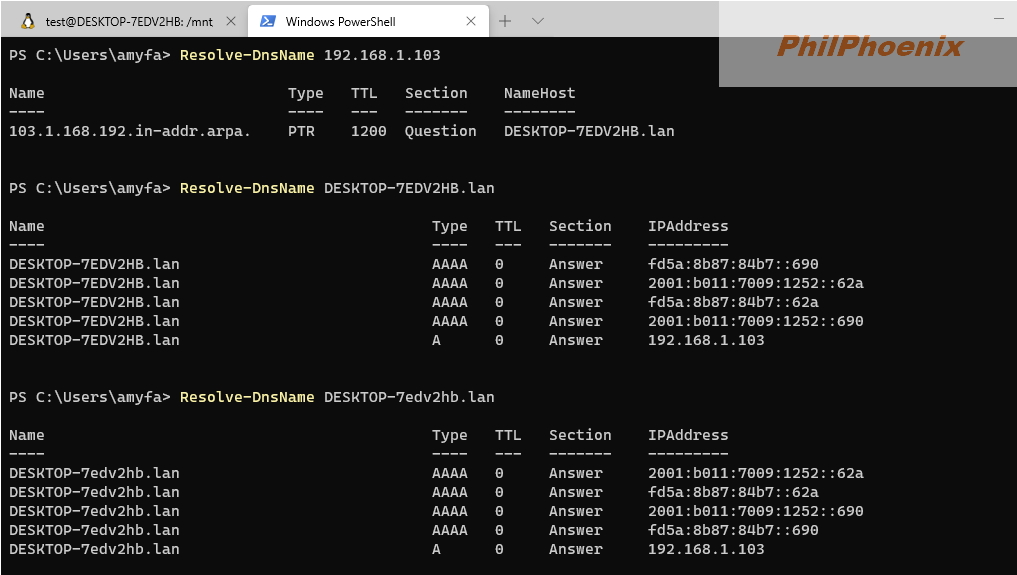 test@DESKTOP-7EDV2HB: /mnt
Windows PowerShell
PhilPhoenix
PS C:\Users\amyfa> Resolve-DnsName 192.168.1.103
Name Type TTL Section NameHost
---- ---- --- ------- --------
103.1.168.192.in-addr.arpa. PTR 1200 Question DESKTOP-7EDV2HB.lan
PS C:\Users\amyfa> Resolve-DnsName DESKTOP-7EDV2HB.lan
Name Type TTL Section IPAddress
---- ---- --- ------- ---------
DESKTOP-7EDV2HB.lan AAAA 0 Answer fd5a:8b87:84b7::690
DESKTOP-7EDV2HB.lan AAAA 0 Answer 2001:b011:7009:1252::62a
DESKTOP-7EDV2HB.lan AAAA 0 Answer fd5a:8b87:84b7::62a
DESKTOP-7EDV2HB.lan AAAA 0 Answer 2001:b011:7009:1252::690
DESKTOP-7EDV2HB.lan A 0 Answer 192.168.1.103
PS C:\Users\amyfa> Resolve-DnsName DESKTOP-7edv2hb.lan
Name Type TTL Section IPAddress
---- ---- --- ------- ---------
DESKTOP-7edv2hb.lan AAAA 0 Answer 2001:b011:7009:1252::62a
DESKTOP-7edv2hb.lan AAAA 0 Answer fd5a:8b87:84b7::62a
DESKTOP-7edv2hb.lan AAAA 0 Answer 2001:b011:7009:1252::690
DESKTOP-7edv2hb.lan AAAA 0 Answer fd5a:8b87:84b7::690
DESKTOP-7edv2hb.lan A 0 Answer 192.168.1.103